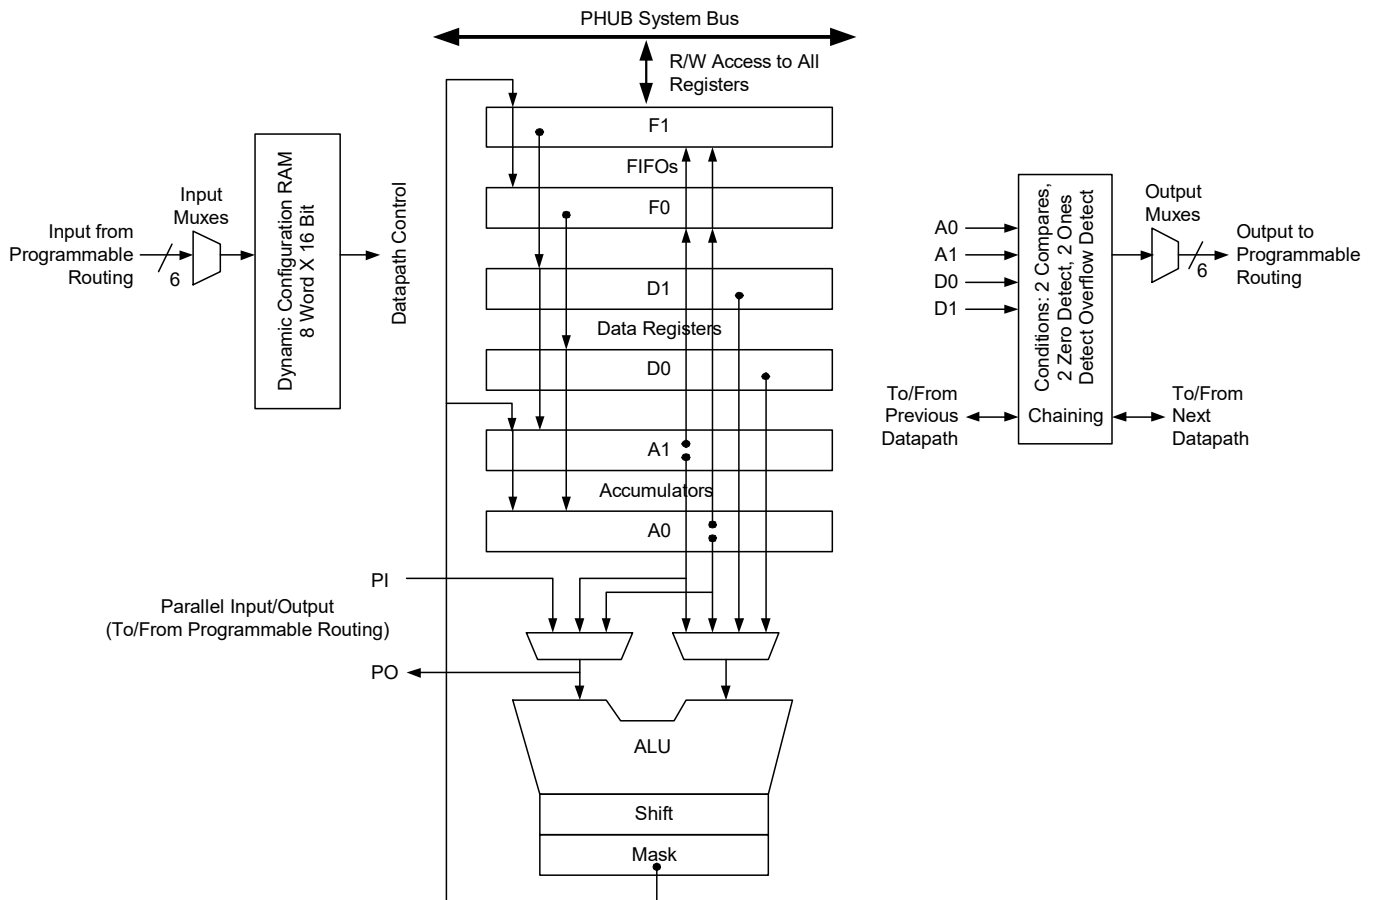 PHUB System Bus
R/W Access to All
Registers
F1
FIFOs
F0
D1
Data Registers
D0
A1
Accumulators
A0
Input from
Programmable
Routing
6
Input
Muxes
Dynamic Configuration RAM
8 Word X 16 Bit
Datapath Control
PI
Parallel Input/Output
(To/From Programmable Routing)
PO
ALU
Shift
Mask
A0
A1
D0
D1
Conditions: 2 Compares,
2 Zero Detect, 2 Ones
Detect Overflow Detect
Chaining
To/From
Previous
Datapath
To/From
Next
Datapath
Output
Muxes
6
Output to
Programmable
Routing